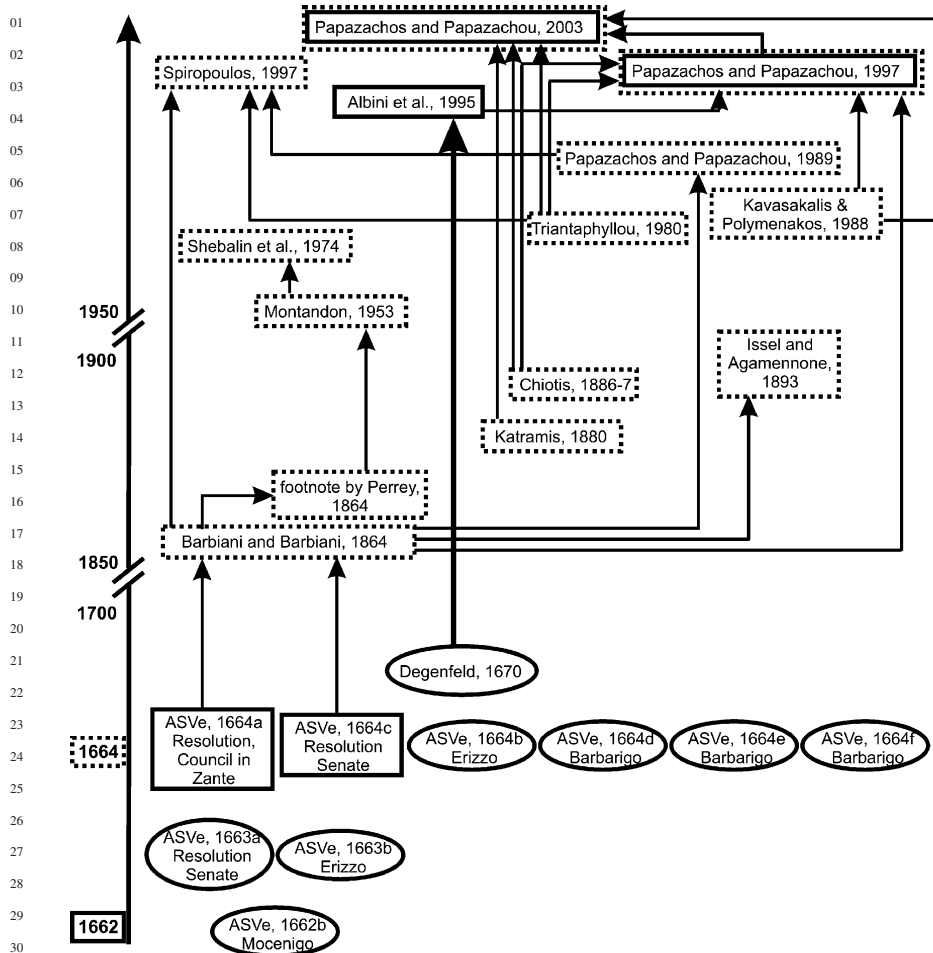 01
Papazachos and Papazachou, 2003
02
Spiropoulos, 1997
Papazachos and Papazachou, 1997
03
Albini et al., 1995
04
05
Papazachos and Papazachou, 1989
06
Kavasakalis &
Polymenakos, 1988
07
Triantaphyllou, 1980
08
Shebalin et al., 1974
09
10
1950
Montandon, 1953
11
1900
Issel and
Agamennone,
1893
12
Chiotis, 1886-7
13
14
Katramis, 1880
15
footnote by Perrey,
1864
16
17
Barbiani and Barbiani, 1864
18
1850
19
1700
20
21
Degenfeld, 1670
22
23
1664
ASVe, 1664a
Resolution,
Council in
Zante
ASVe, 1664c
Resolution
Senate
ASVe, 1664b
Erizzo
ASVe, 1664d
Barbarigo
ASVe, 1664e
Barbarigo
ASVe, 1664f
Barbarigo
24
25
26
ASVe, 1663a
Resolution
Senate
ASVe, 1663b
Erizzo
27
28
29
1662
ASVe, 1662b
Mocenigo
30